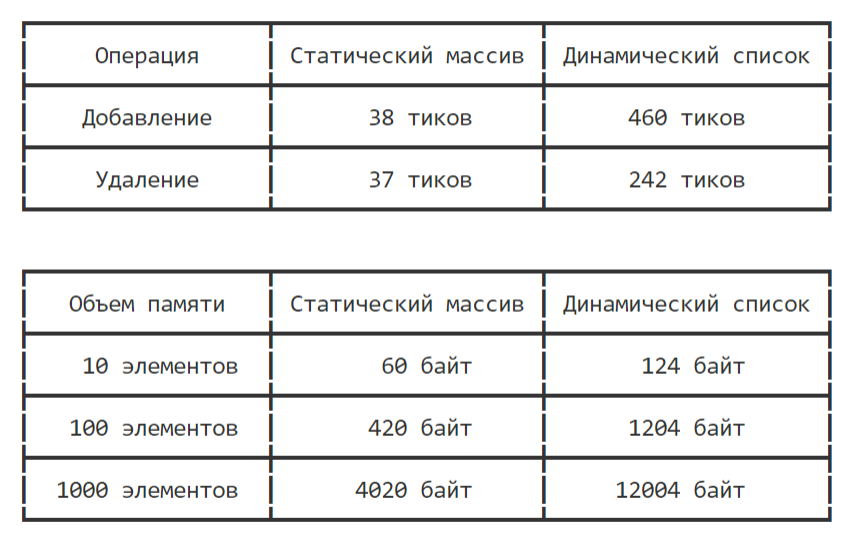 Операция Статический массив Динамический список
Добавление 38 тиков 460 тиков
Удаление 37 тиков 242 тиков
Объем памяти Статический массив Динамический список
10 элементов 60 байт 124 байт
100 элементов 420 байт 1204 байт
1000 элементов 4020 байт 12004 байт